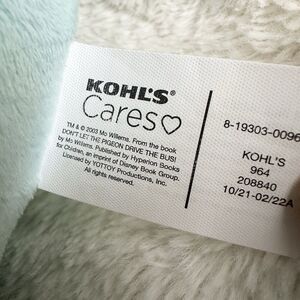 KOHL'S®
Cares♡
TM & © 2003 Mo Willems. From the book
DON'T LET THE PIGEON DRIVE THE BUS!
by Mo Willems. Published by Hyperion Books
for Children, an imprint of Disney Book Group.
Licensed by YOTTOY Productions, Inc.
All rights reserved.
8-19303-0096
KOHL'S
964
208840
10/21-02/22A